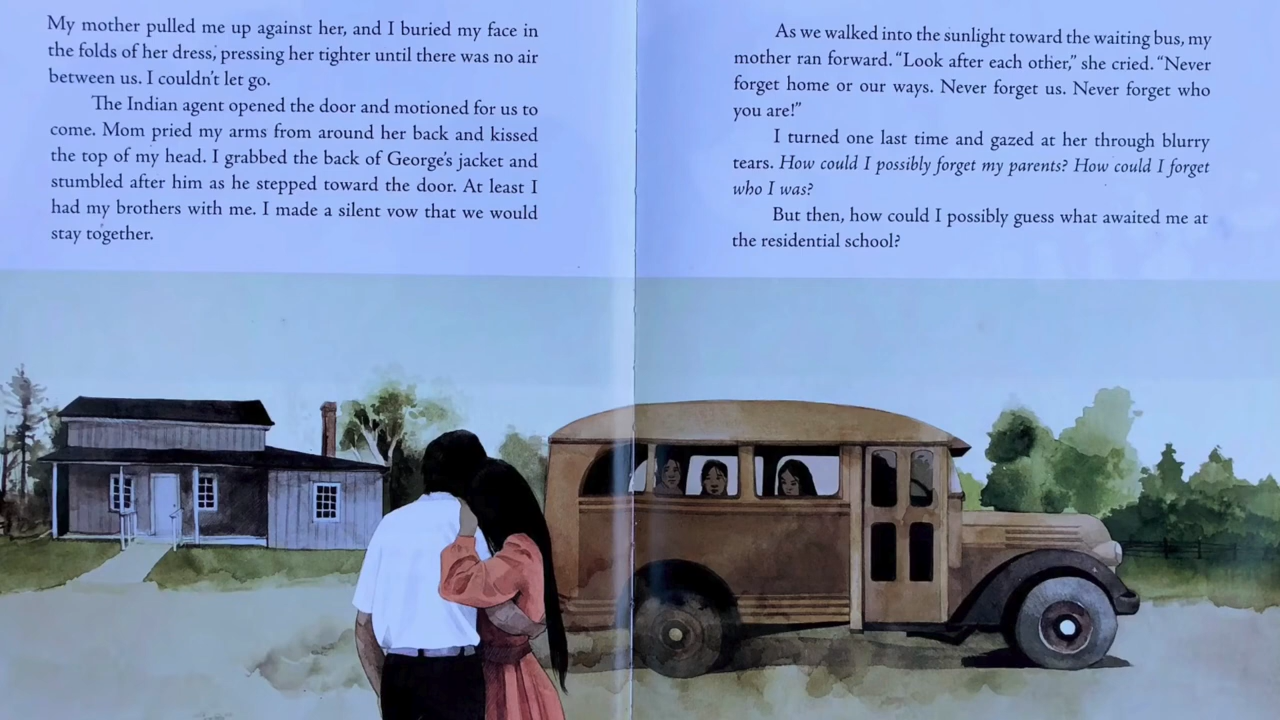 My mother pulled me up against her, and I buried my face in
the folds of her dress, pressing her tighter until there was no air
between us. I couldn't let go.
The Indian agent opened the door and motioned for us to
come. Mom pried my arms from around her back and kissed
the top of my head. I grabbed the back of George's jacket and
stumbled after him as he stepped toward the door. At least I
had my brothers with me. I made a silent vow that we would
stay together.
As we walked into the sunlight toward the waiting bus, my
mother ran forward. “Look after each other,” she cried. “Never
forget home or our ways. Never forget us. Never forget who
you are!”
I turned one last time and gazed at her through blurry
tears. How could I possibly forget my parents? How could I forget
who I was?
But then, how could I possibly guess what awaited me at
the residential school?